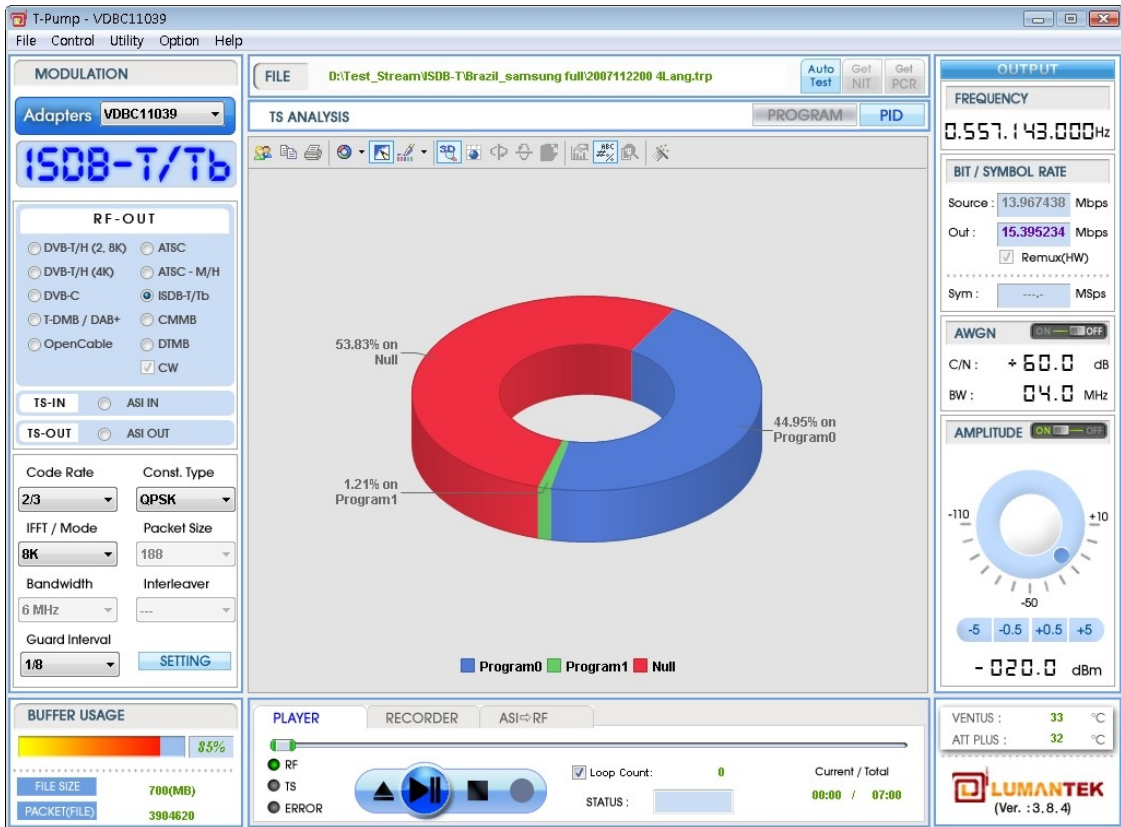 T-Pump - VDBC11039
File Control Utility Option Help
MODULATION
Adapters VDBC11039
ISDB-T/Tb
RF-OUT
DVB-T/H (2, 8K) ATSC
DVB-T/H (4K) ATSC - M/H
DVB-C ISDB-T/Tb
T-DMB / DAB+ CMMB
OpenCable DTMB
CW
TS-IN ASI IN
TS-OUT ASI OUT
Code Rate Const. Type
2/3 QPSK
IFFT / Mode Packet Size
8K 188
Bandwidth Interleaver
6 MHz ---
Guard Interval
1/8 SETTING
BUFFER USAGE
85%
FILE SIZE 700(MB)
PACKET(FILE) 3904620
FILE D:\Test_Stream\ISDB-T\Brazil_samsung full\2007112200 4Lang.trp
Auto Test Get NIT Get PCR
TS ANALYSIS PROGRAM PID
3D ABC #%
53.83% on
Null
44.95% on
Program0
1.21% on
Program1
Program0 Program1 Null
PLAYER RECORDER ASI⇨RF
RF
TS
ERROR
Loop Count: 0
STATUS :
Current / Total
00:00 / 07:00
OUTPUT
FREQUENCY
0.557.143.000Hz
BIT / SYMBOL RATE
Source : 13.967438 Mbps
Out : 15.395234 Mbps
Remux(HW)
Sym : ---.- MSps
AWGN ON OFF
C/N : +60.0 dB
BW : 04.0 MHz
AMPLITUDE ON OFF
-110 +10
-50
-5 -0.5 +0.5 +5
-020.0 dBm
VENTUS : 33 °C
ATT PLUS : 32 °C
LUMANTEK
(Ver. :3.8.4)